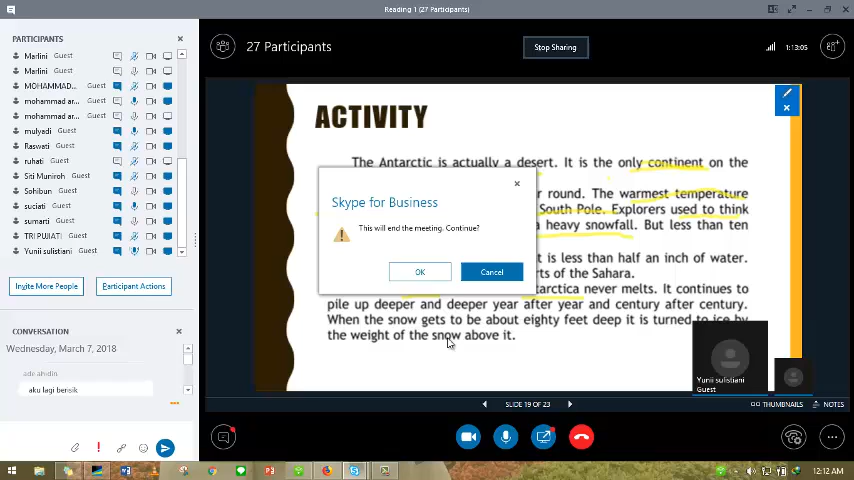 Reading 1 (27 Participants)
PARTICIPANTS
Marlini Guest
Marlini Guest
MOHAMMAD... Guest
mohammad ar... Guest
mohammad ar... Guest
mulyadi Guest
Raswati Guest
ruhati Guest
Siti Muniroh Guest
Sohibun Guest
suciati Guest
sumarti Guest
TRI PUJIATI Guest
Yunii sulistiani Guest
Invite More People
Participant Actions
CONVERSATION
Wednesday, March 7, 2018
aku lagi berisik
27 Participants
Stop Sharing
1:13:05
ACTIVITY
The Antarctic is actually a desert. It is the only continent on the
r round. The warmest temperature
South Pole. Explorers used to think
a heavy snowfall. But less than ten
t is less than half an inch of water.
rts of the Sahara.
tarctica never melts. It continues to
pile up deeper and deeper year after year and century after century.
When the snow gets to be about eighty feet deep it is turned to ice by
the weight of the snow above it.
Skype for Business
This will end the meeting. Continue?
OK
Cancel
Yunii sulistiani
Guest
SLIDE 19 OF 23
THUMBNAILS
NOTES
12:12 AM